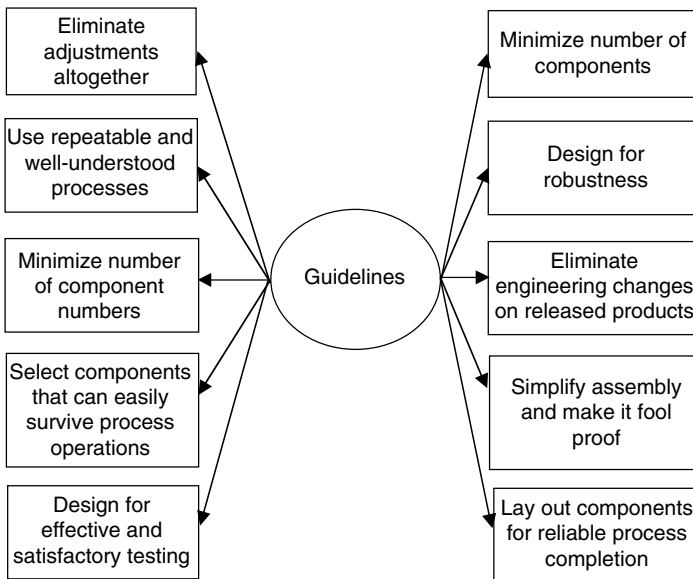 Eliminate
adjustments
altogether
Use repeatable and
well-understood
processes
Minimize number
of component
numbers
Select components
that can easily
survive process
operations
Design for
effective and
satisfactory testing
Guidelines
Minimize number of
components
Design for
robustness
Eliminate
engineering changes
on released products
Simplify assembly
and make it fool
proof
Lay out components
for reliable process
completion